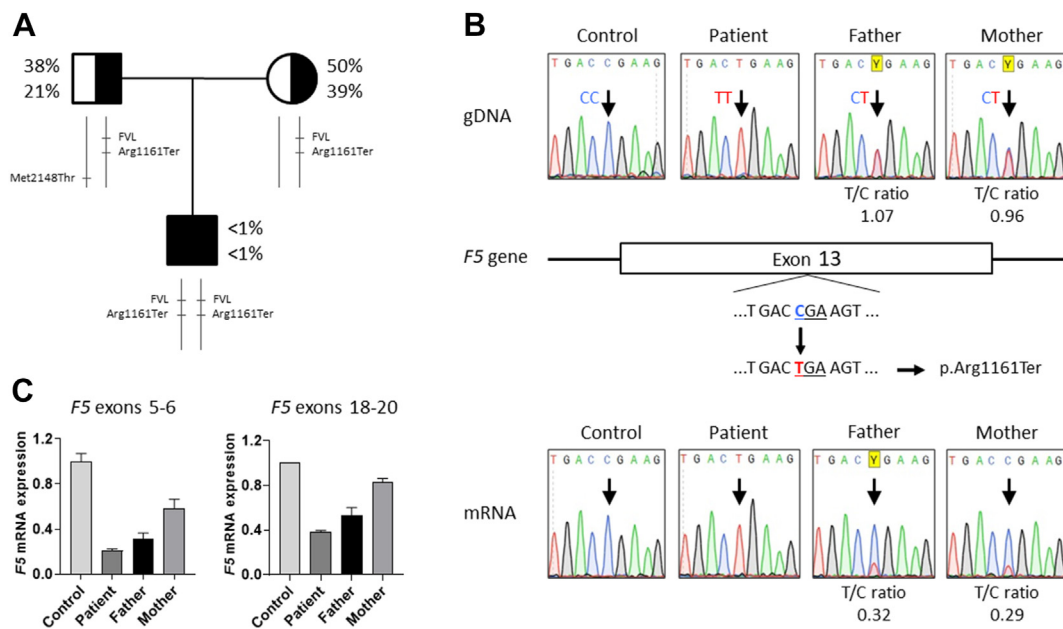 A
38%
21%
50%
39%
FVL
Arg1161Ter
Met2148Thr
FVL
Arg1161Ter
<1%
<1%
FVL
Arg1161Ter
FVL
Arg1161Ter
B
Control Patient Father Mother
gDNA
T G A C C G A A G
T G A C T G A A G
T G A C Y G A A G
T G A C Y G A A G
CC
TT
CT
CT
T/C ratio
1.07
T/C ratio
0.96
F5 gene
Exon 13
...T GAC CGA AGT ...
...T GAC TGA AGT ...
p.Arg1161Ter
Control Patient Father Mother
mRNA
T G A C C G A A G
T G A C T G A A G
T G A C Y G A A G
T G A C C G A A G
T/C ratio
0.32
T/C ratio
0.29
C
F5 exons 5-6
F5 mRNA expression
1.2
0.8
0.4
0.0
Control
Patient
Father
Mother
F5 exons 18-20
F5 mRNA expression
1.2
0.8
0.4
0.0
Control
Patient
Father
Mother